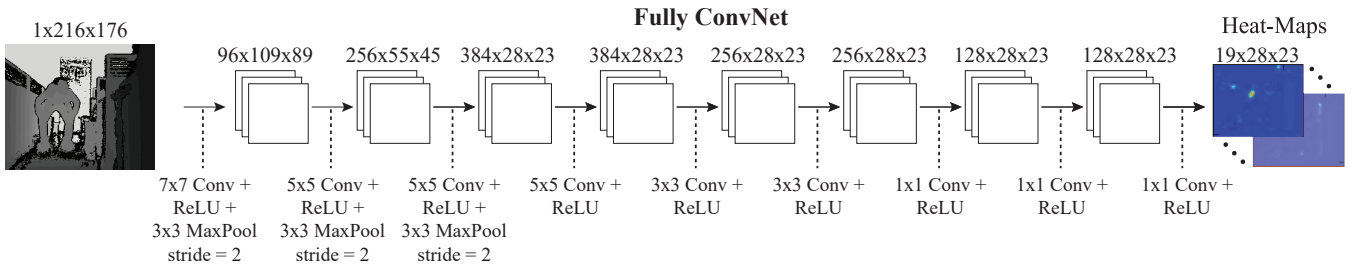 Fully ConvNet
1x216x176
Heat-Maps
96x109x89
256x55x45
384x28x23
384x28x23
256x28x23
256x28x23
128x28x23
128x28x23
19x28x23
7x7 Conv +
ReLU +
3x3 MaxPool
stride = 2
5x5 Conv +
ReLU +
3x3 MaxPool
stride = 2
5x5 Conv +
ReLU +
3x3 MaxPool
stride = 2
5x5 Conv +
ReLU
3x3 Conv +
ReLU
3x3 Conv +
ReLU
1x1 Conv +
ReLU
1x1 Conv +
ReLU
1x1 Conv +
ReLU